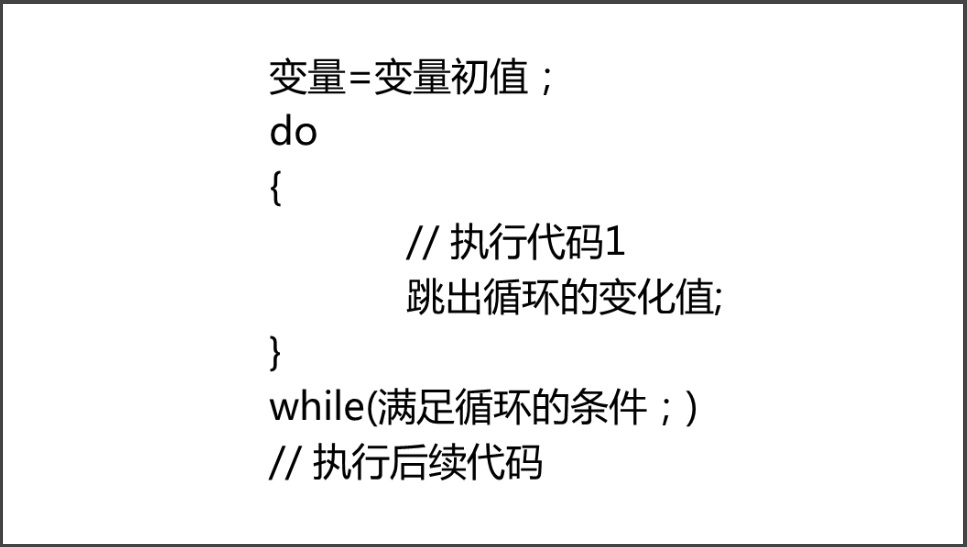 变量=变量初值；
do
{
// 执行代码1
跳出循环的变化值;
}
while(满足循环的条件；)
// 执行后续代码